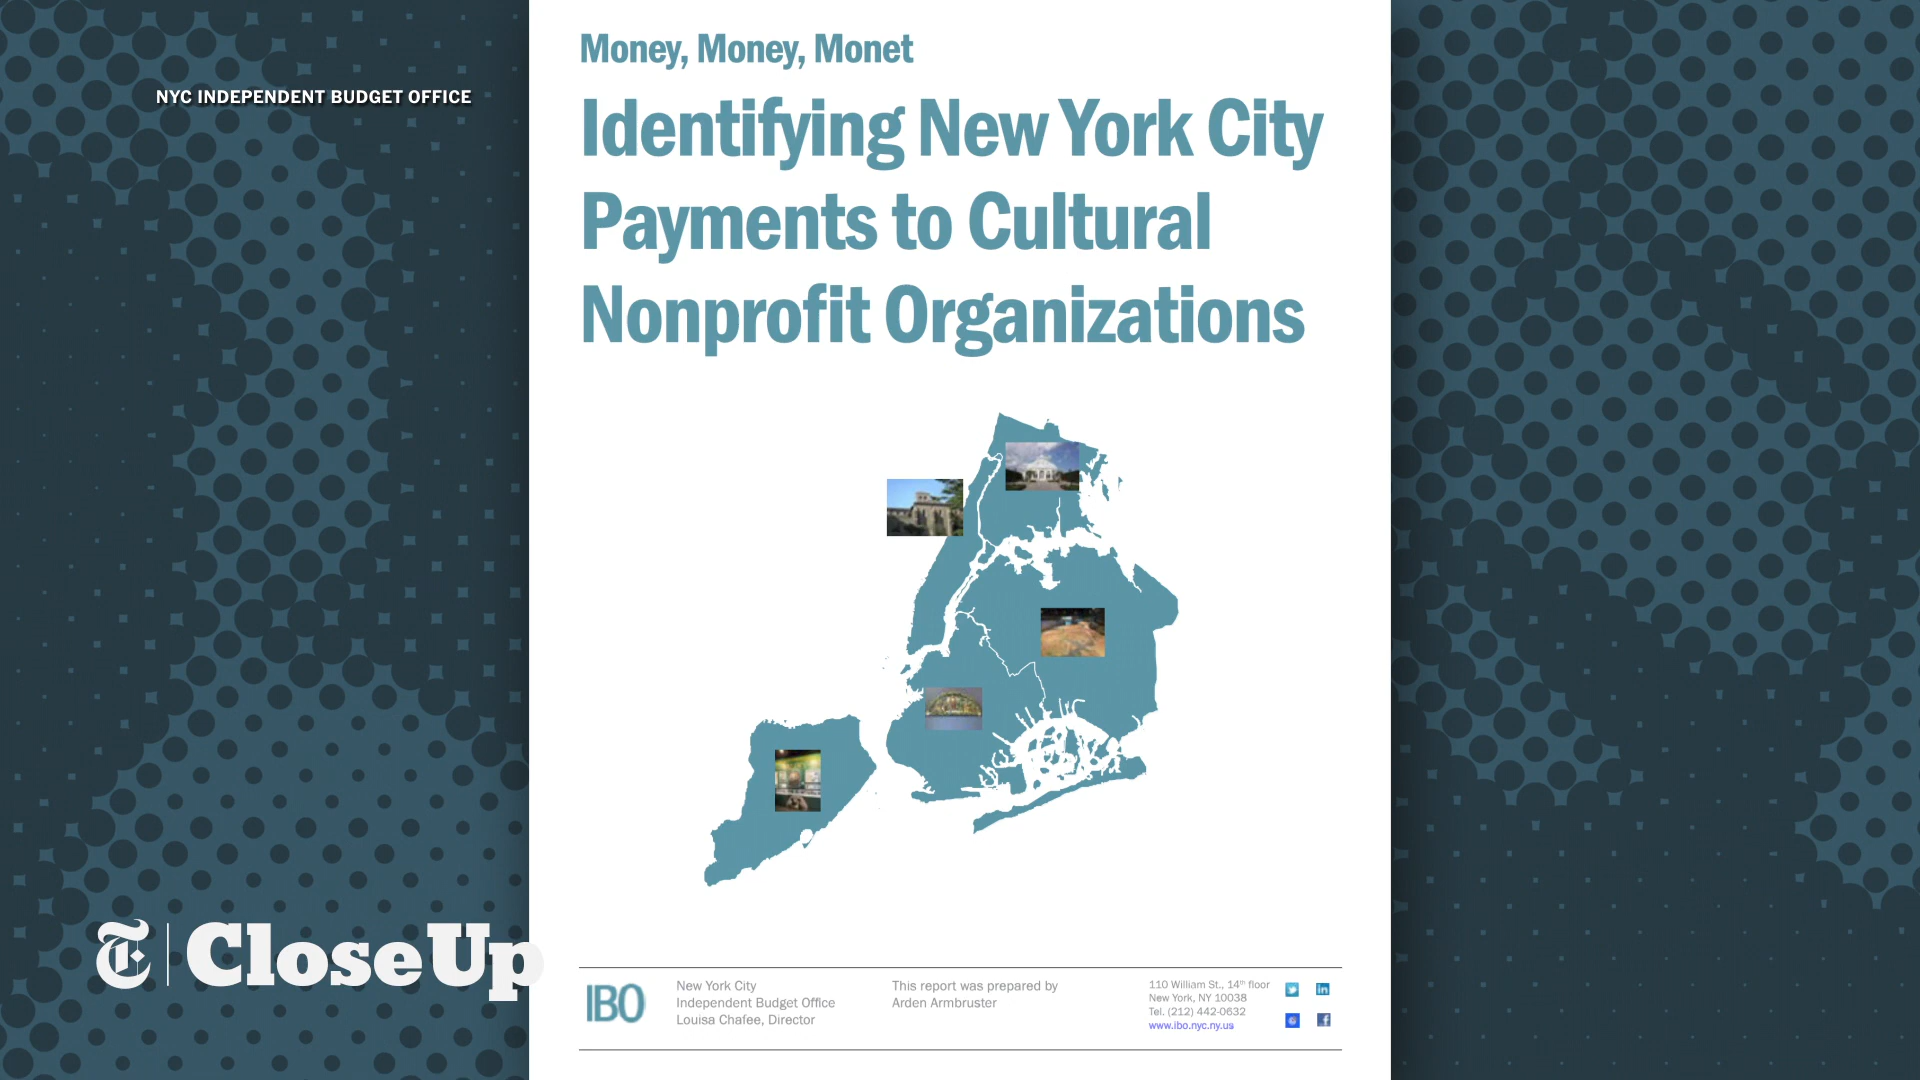 NYC INDEPENDENT BUDGET OFFICE
Money, Money, Monet
Identifying New York City
Payments to Cultural
Nonprofit Organizations
T
CloseUp
IBO
New York City
Independent Budget Office
Louisa Chafee, Director
This report was prepared by
Arden Armbruster
110 William St., 14th floor
New York, NY 10038
Tel. (212) 442-0632
www.ibo.nyc.ny.us
in
f